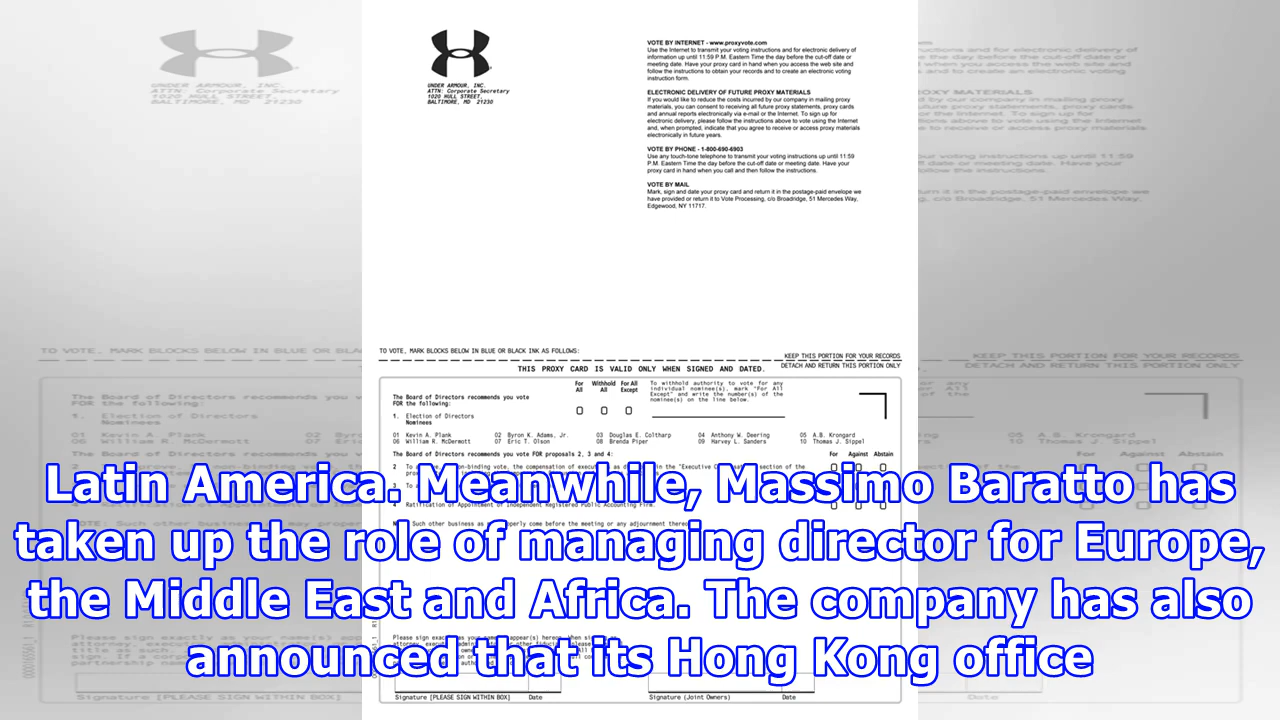 UNDER ARMOUR, INC.
ATTN: Corporate Secretary
1020 HULL STREET,
BALTIMORE, MD 21230
VOTE BY INTERNET - www.proxyvote.com
Use the Internet to transmit your voting instructions and for electronic delivery of
information up until 11:59 P.M. Eastern Time the day before the cut-off date or
meeting date. Have your proxy card in hand when you access the web site and
follow the instructions to obtain your records and to create an electronic voting
instruction form.
ELECTRONIC DELIVERY OF FUTURE PROXY MATERIALS
If you would like to reduce the costs incurred by our company in mailing proxy
materials, you can consent to receiving all future proxy statements, proxy cards
and annual reports electronically via e-mail or the Internet. To sign up for
electronic delivery, please follow the instructions above to vote using the Internet
and, when prompted, indicate that you agree to receive or access proxy materials
electronically in future years.
VOTE BY PHONE - 1-800-690-6903
Use any touch-tone telephone to transmit your voting instructions up until 11:59
P.M. Eastern Time the day before the cut-off date or meeting date. Have your
proxy card in hand when you call and then follow the instructions.
VOTE BY MAIL
Mark, sign and date your proxy card and return it in the postage-paid envelope we
have provided or return it to Vote Processing, c/o Broadridge, 51 Mercedes Way,
Edgewood, NY 11717.
TO VOTE, MARK BLOCKS BELOW IN BLUE OR BLACK INK AS FOLLOWS:
KEEP THIS PORTION FOR YOUR RECORDS
DETACH AND RETURN THIS PORTION ONLY
THIS PROXY CARD IS VALID ONLY WHEN SIGNED AND DATED.
The Board of Directors recommends you vote
FOR the following:
For All Withhold All For All Except
To withhold authority to vote for any
individual nominee(s), mark "For All
Except" and write the number(s) of the
nominee(s) on the line below.
1. Election of Directors
Nominees
01 Kevin A. Plank 02 Byron K. Adams, Jr. 03 Douglas E. Coltharp 04 Anthony W. Deering 05 A.B. Krongard
06 William R. McDermott 07 Eric T. Olson 08 Brenda Piper 09 Harvey L. Sanders 10 Thomas J. Sippel
The Board of Directors recommends you vote FOR proposals 2, 3 and 4:
For Against Abstain
Latin America. Meanwhile, Massimo Baratto has
taken up the role of managing director for Europe,
the Middle East and Africa. The company has also
announced that its Hong Kong office
Signature [PLEASE SIGN WITHIN BOX] Date Signature (Joint Owners) Date